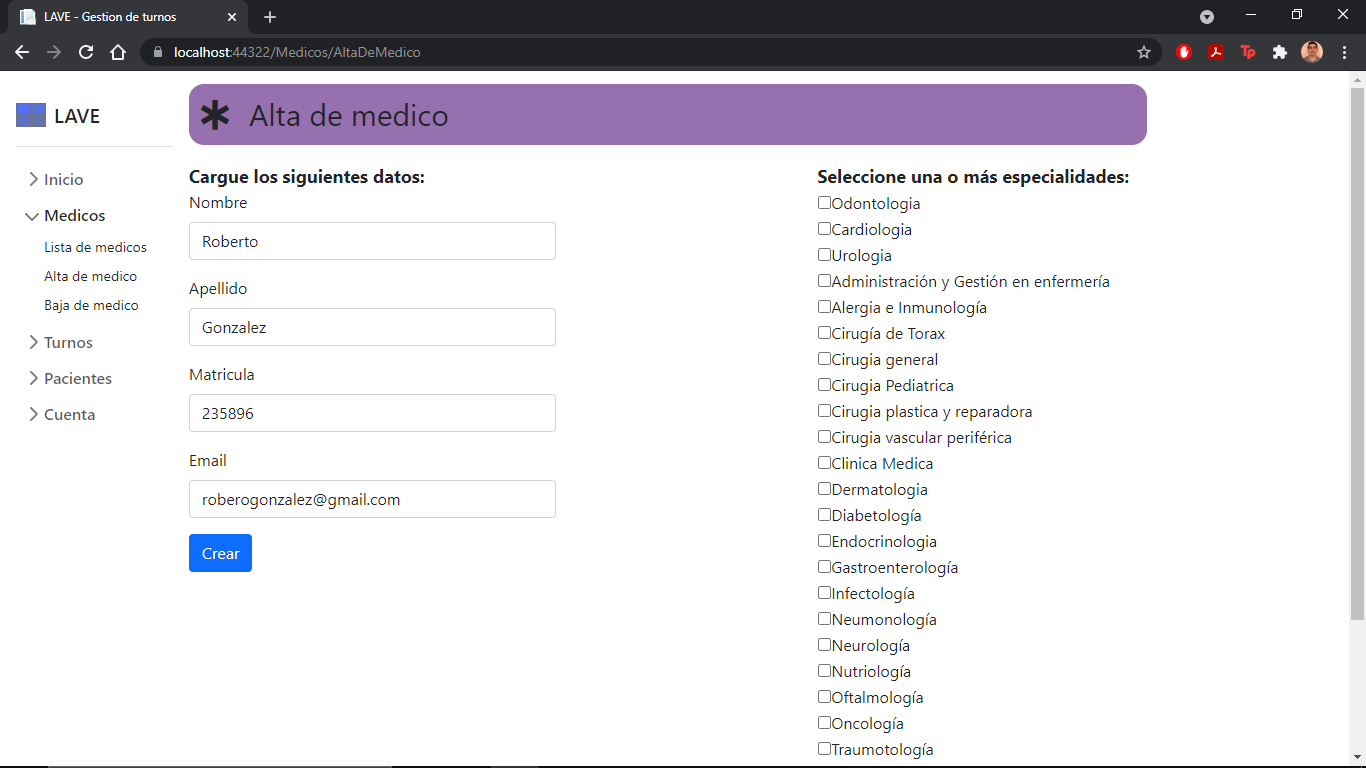 LAVE - Gestion de turnos
localhost:44322/Medicos/AltaDeMedico
LAVE
Inicio
Medicos
Lista de medicos
Alta de medico
Baja de medico
Turnos
Pacientes
Cuenta
Alta de medico
Cargue los siguientes datos:
Nombre
Roberto
Apellido
Gonzalez
Matricula
235896
Email
roberogonzalez@gmail.com
Crear
Seleccione una o más especialidades:
Odontologia
Cardiologia
Urologia
Administración y Gestión en enfermería
Alergia e Inmunología
Cirugía de Torax
Cirugia general
Cirugia Pediatrica
Cirugia plastica y reparadora
Cirugia vascular periférica
Clinica Medica
Dermatologia
Diabetología
Endocrinologia
Gastroenterología
Infectología
Neumonología
Neurología
Nutriología
Oftalmología
Oncología
Traumotología